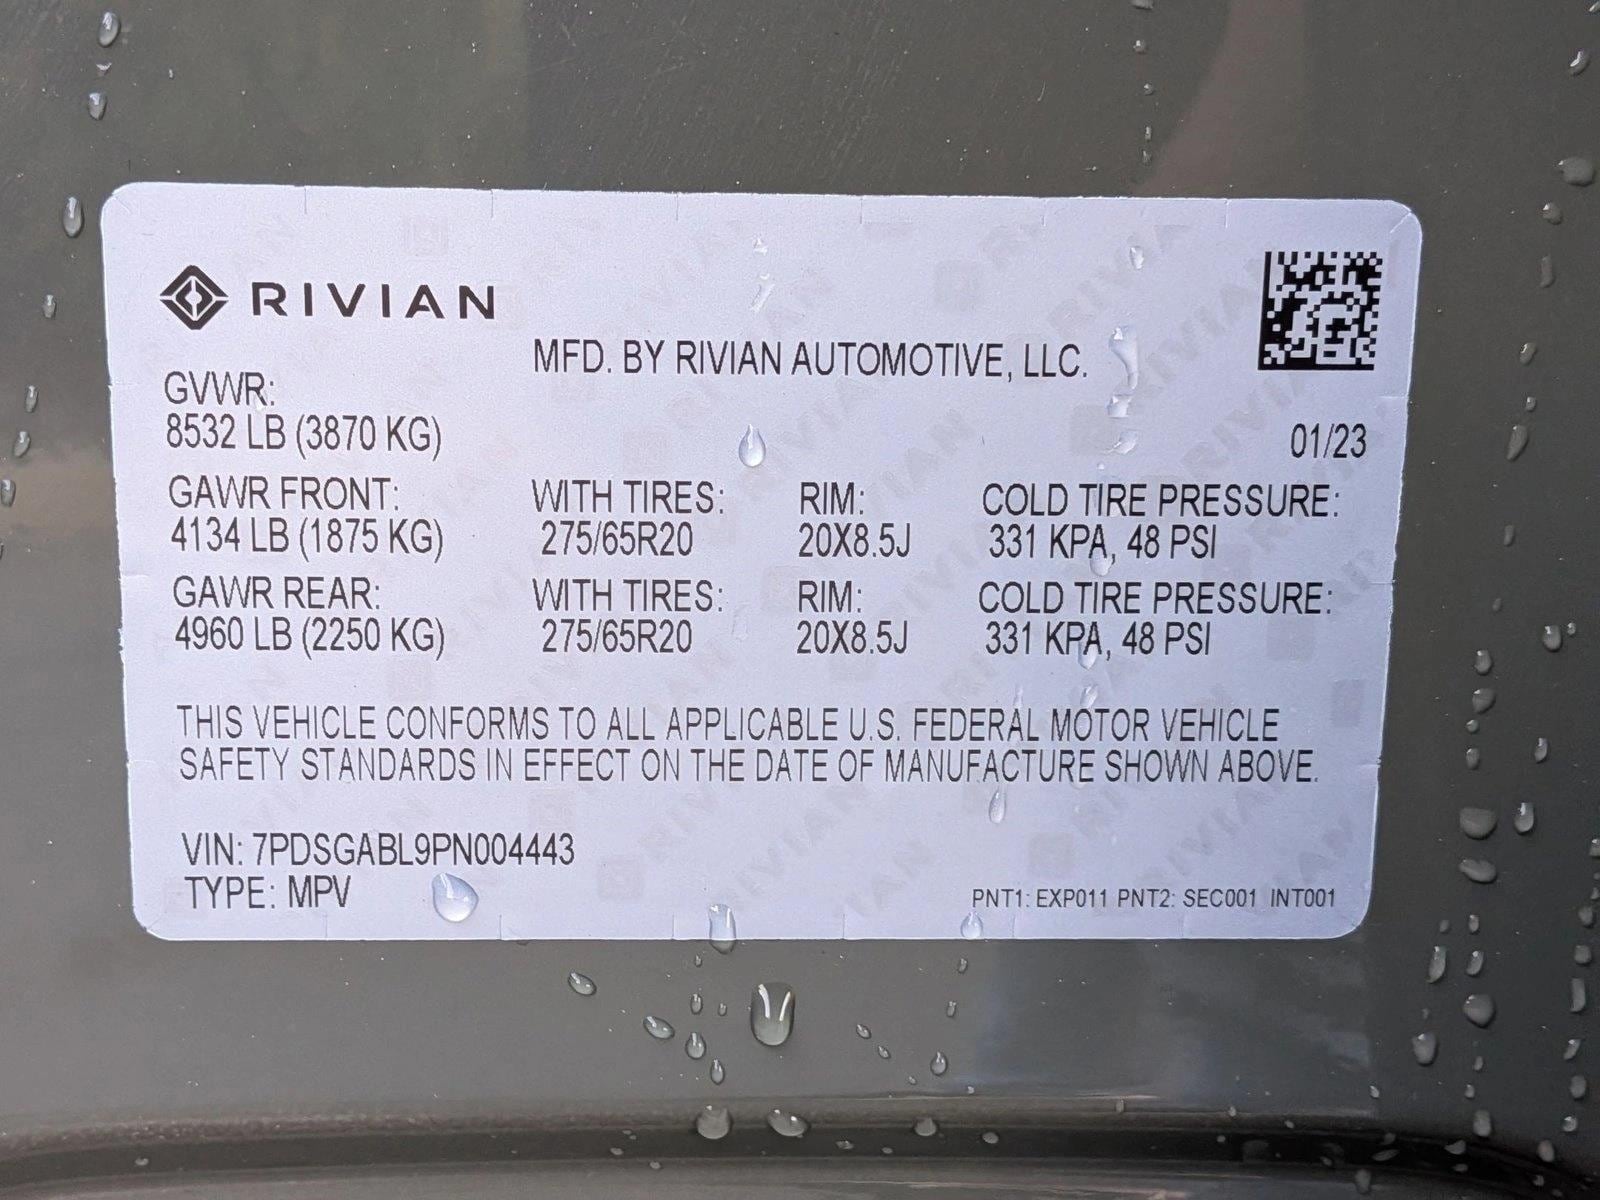 RIVIAN
MFD. BY RIVIAN AUTOMOTIVE, LLC.
GVWR:
8532 LB (3870 KG)
01/23
GAWR FRONT: WITH TIRES: RIM: COLD TIRE PRESSURE:
4134 LB (1875 KG) 275/65R20 20X8.5J 331 KPA, 48 PSI
GAWR REAR: WITH TIRES: RIM: COLD TIRE PRESSURE:
4960 LB (2250 KG) 275/65R20 20X8.5J 331 KPA, 48 PSI
THIS VEHICLE CONFORMS TO ALL APPLICABLE U.S. FEDERAL MOTOR VEHICLE
SAFETY STANDARDS IN EFFECT ON THE DATE OF MANUFACTURE SHOWN ABOVE.
VIN: 7PDSGABL9PN004443
TYPE: MPV
PNT1: EXP011 PNT2: SEC001 INT001